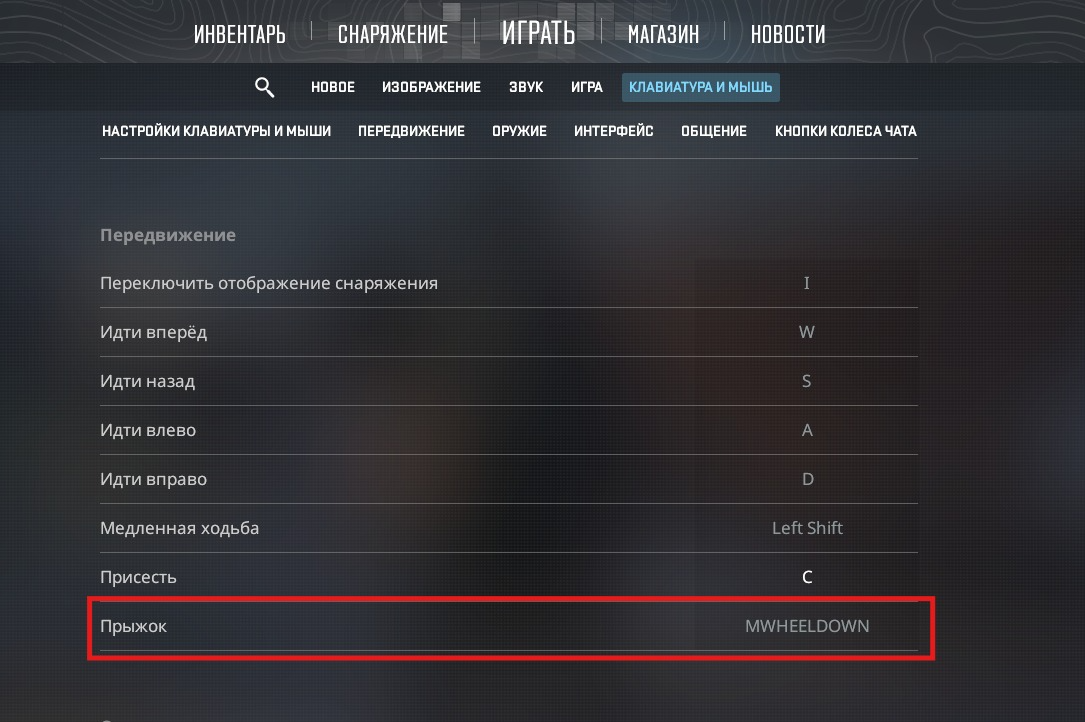 ИНВЕНТАРЬ СНАРЯЖЕНИЕ ИГРАТЬ МАГАЗИН НОВОСТИ
НОВОЕ ИЗОБРАЖЕНИЕ ЗВУК ИГРА КЛАВИАТУРА И МЫШЬ
НАСТРОЙКИ КЛАВИАТУРЫ И МЫШИ ПЕРЕДВИЖЕНИЕ ОРУЖИЕ ИНТЕРФЕЙС ОБЩЕНИЕ КНОПКИ КОЛЕСА ЧАТА
Передвижение
Переключить отображение снаряжения I
Идти вперёд W
Идти назад S
Идти влево A
Идти вправо D
Медленная ходьба Left Shift
Присесть C
Прыжок MWHEELDOWN